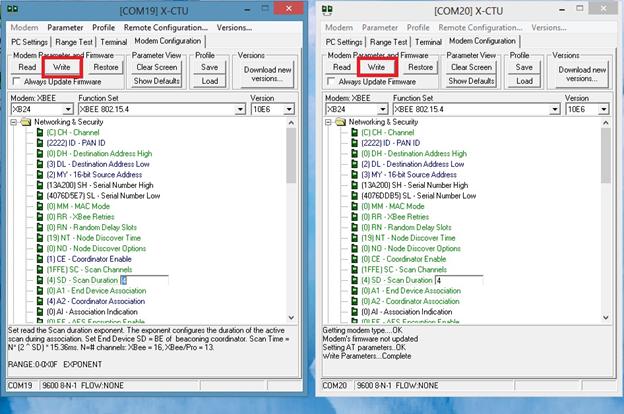 [COM19] X-CTU
Modem Parameter Profile Remote Configuration... Versions...
PC Settings Range Test Terminal Modem Configuration
Modem Parameter and Firmware Parameter View Profile Versions
Read Write Restore Clear Screen Save Download new versions...
Always Update Firmware Show Defaults Load
Modem: XBEE Function Set Version
XB24 XBEE 802.15.4 10E6
Networking & Security
(C) CH - Channel
(2222) ID - PAN ID
(0) DH - Destination Address High
(3) DL - Destination Address Low
(2) MY - 16-bit Source Address
(13A200) SH - Serial Number High
(4076D5E7) SL - Serial Number Low
(0) MM - MAC Mode
(0) RR - XBee Retries
(0) RN - Random Delay Slots
(19) NT - Node Discover Time
(0) NO - Node Discover Options
(1) CE - Coordinator Enable
(1FFE) SC - Scan Channels
(4) SD - Scan Duration 4
(0) A1 - End Device Association
(4) A2 - Coordinator Association
(0) AI - Association Indication
(0) EE - AES Encryption Enable
Set read the Scan duration exponent. The exponent configures the duration of the active
scan during association. Set End Device SD = BE of beaconing coordinator. Scan Time =
N* (2 ^ SD) * 15.36ms. N=# channels: XBee = 16, XBee/Pro = 13.
RANGE:0-0X0F EXPONENT
COM19 9600 8-N-1 FLOW:NONE
[COM20] X-CTU
Modem Parameter Profile Remote Configuration... Versions...
PC Settings Range Test Terminal Modem Configuration
Modem Parameter and Firmware Parameter View Profile Versions
Read Write Restore Clear Screen Save Download new versions...
Always Update Firmware Show Defaults Load
Modem: XBEE Function Set Version
XB24 XBEE 802.15.4 10E6
Networking & Security
(C) CH - Channel
(2222) ID - PAN ID
(0) DH - Destination Address High
(2) DL - Destination Address Low
(3) MY - 16-bit Source Address
(13A200) SH - Serial Number High
(4076DDB5) SL - Serial Number Low
(0) MM - MAC Mode
(0) RR - XBee Retries
(0) RN - Random Delay Slots
(19) NT - Node Discover Time
(0) NO - Node Discover Options
(0) CE - Coordinator Enable
(1FFE) SC - Scan Channels
(4) SD - Scan Duration 4
(0) A1 - End Device Association
(0) A2 - Coordinator Association
(0) AI - Association Indication
(0) EE - AES Encryption Enable
Getting modem type....OK
Modem's firmware not updated
Setting AT parameters..OK
Write Parameters...Complete
COM20 9600 8-N-1 FLOW:NONE